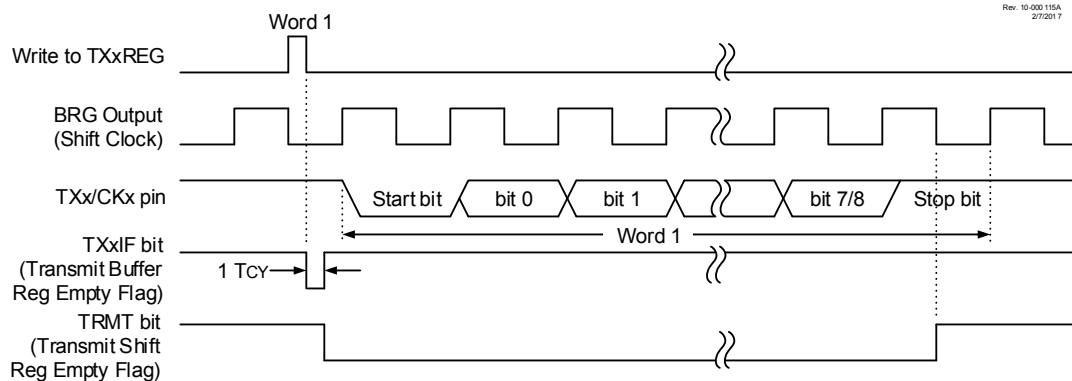 Rev. 10-000 115A
2/7/201 7
Word 1
Write to TXxREG
BRG Output
(Shift Clock)
TXx/CKx pin
Start bit
bit 0
bit 1
bit 7/8
Stop bit
Word 1
TXxIF bit
(Transmit Buffer
Reg Empty Flag)
1 TCY
TRMT bit
(Transmit Shift
Reg Empty Flag)